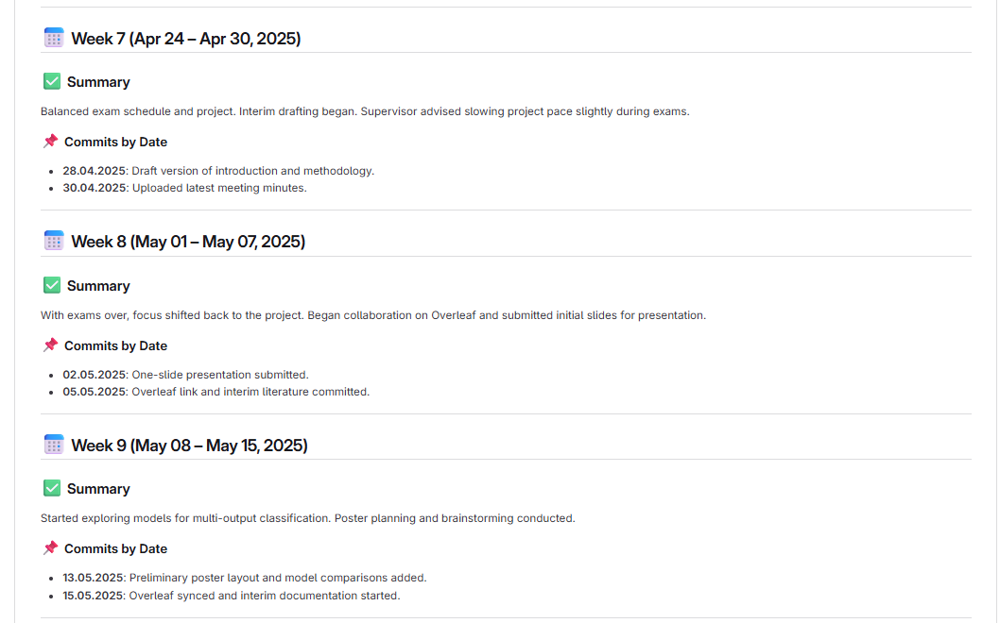 Week 7 (Apr 24 – Apr 30, 2025)
Summary
Balanced exam schedule and project. Interim drafting began. Supervisor advised slowing project pace slightly during exams.
Commits by Date
• 28.04.2025: Draft version of introduction and methodology.
• 30.04.2025: Uploaded latest meeting minutes.
Week 8 (May 01 – May 07, 2025)
Summary
With exams over, focus shifted back to the project. Began collaboration on Overleaf and submitted initial slides for presentation.
Commits by Date
• 02.05.2025: One-slide presentation submitted.
• 05.05.2025: Overleaf link and interim literature committed.
Week 9 (May 08 – May 15, 2025)
Summary
Started exploring models for multi-output classification. Poster planning and brainstorming conducted.
Commits by Date
• 13.05.2025: Preliminary poster layout and model comparisons added.
• 15.05.2025: Overleaf synced and interim documentation started.